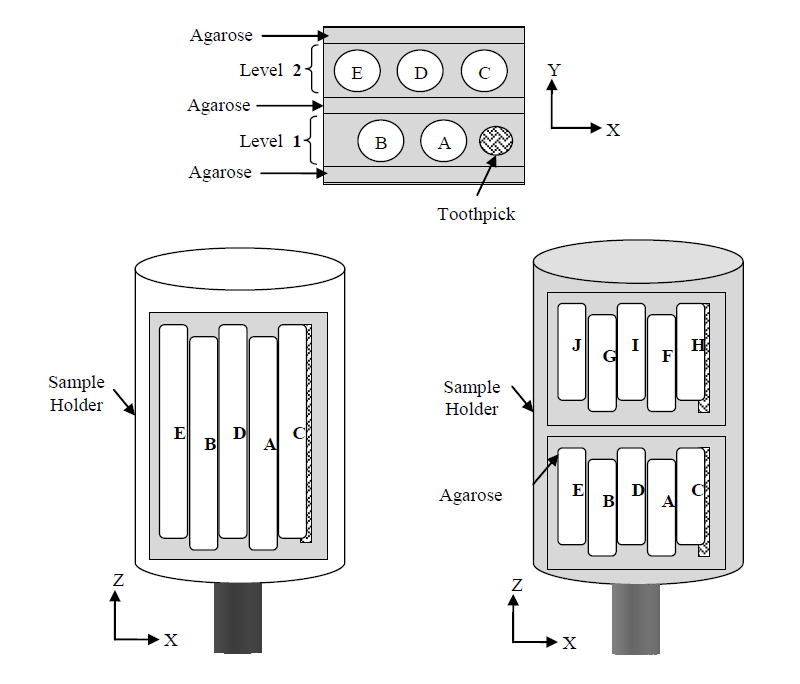 Agarose
Level 2
E D C
Y
Agarose
X
Level 1
B A
Agarose
Toothpick
Sample
Holder
E B D A C
Z
X
J G I F H
Sample
Holder
Agarose
E B D A C
Z
X